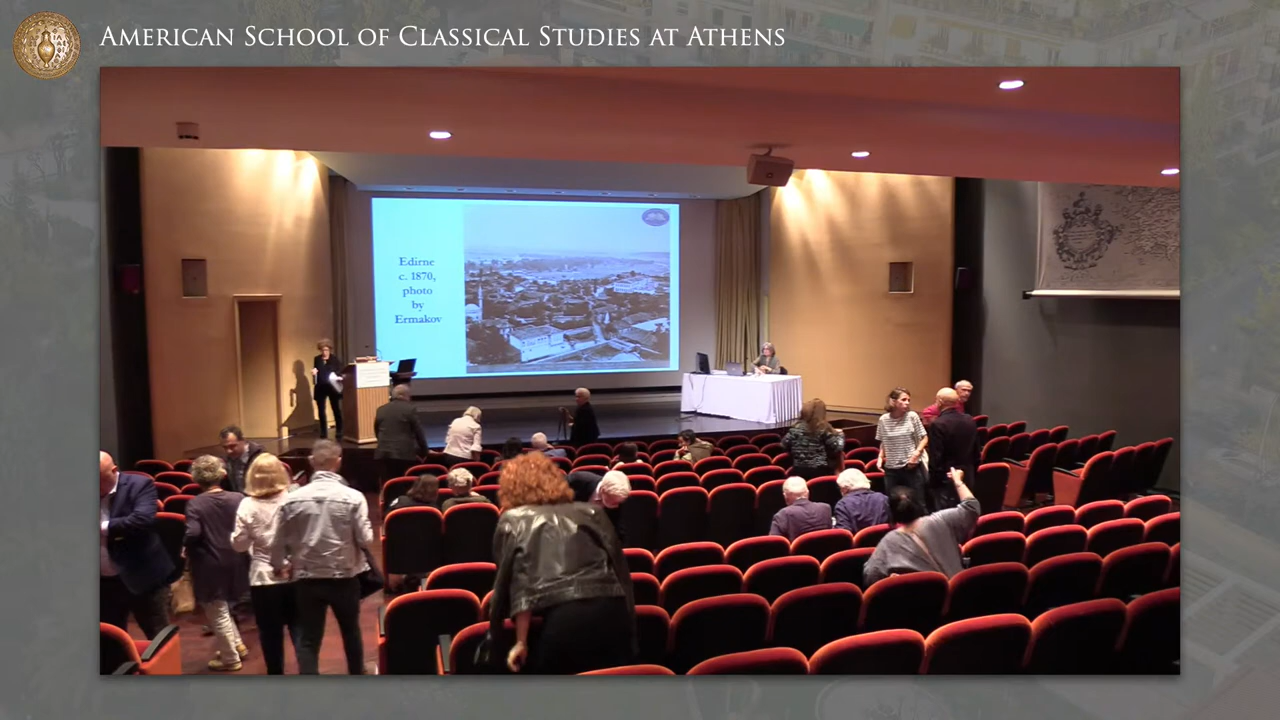 AMERICAN SCHOOL OF CLASSICAL STUDIES AT ATHENS
Edirne
c. 1870,
photo
by
Ermakov